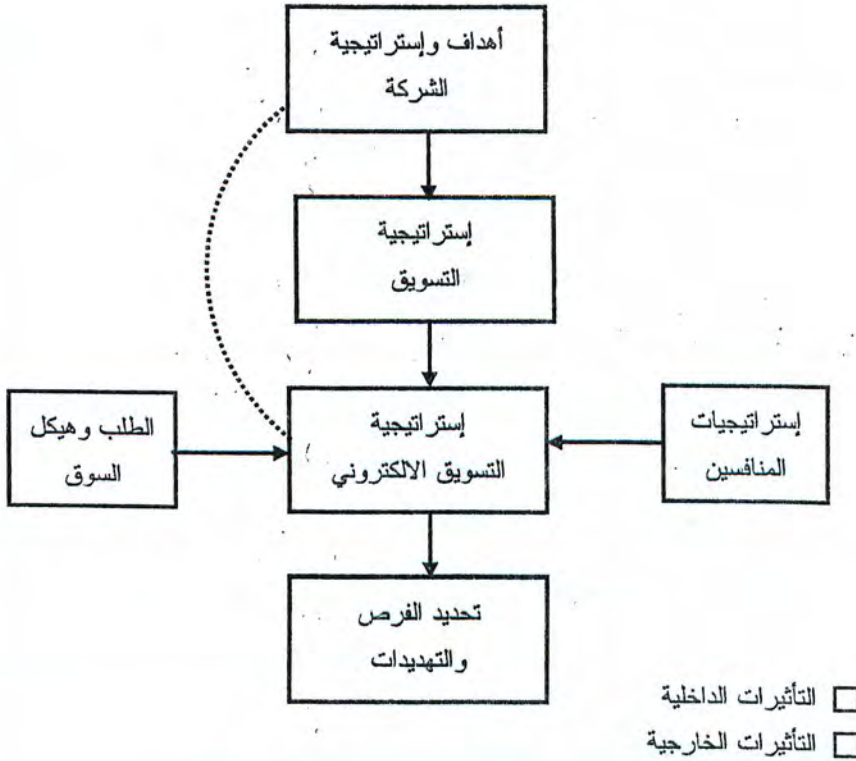 أهداف وإستراتيجية
الشركة
إستراتيجية
التسويق
إستراتيجيات
المنافسين
إستراتيجية
التسويق الالكتروني
الطلب وهيكل
السوق
تحديد الفرص
والتهديدات
التأثيرات الداخلية
التأثيرات الخارجية